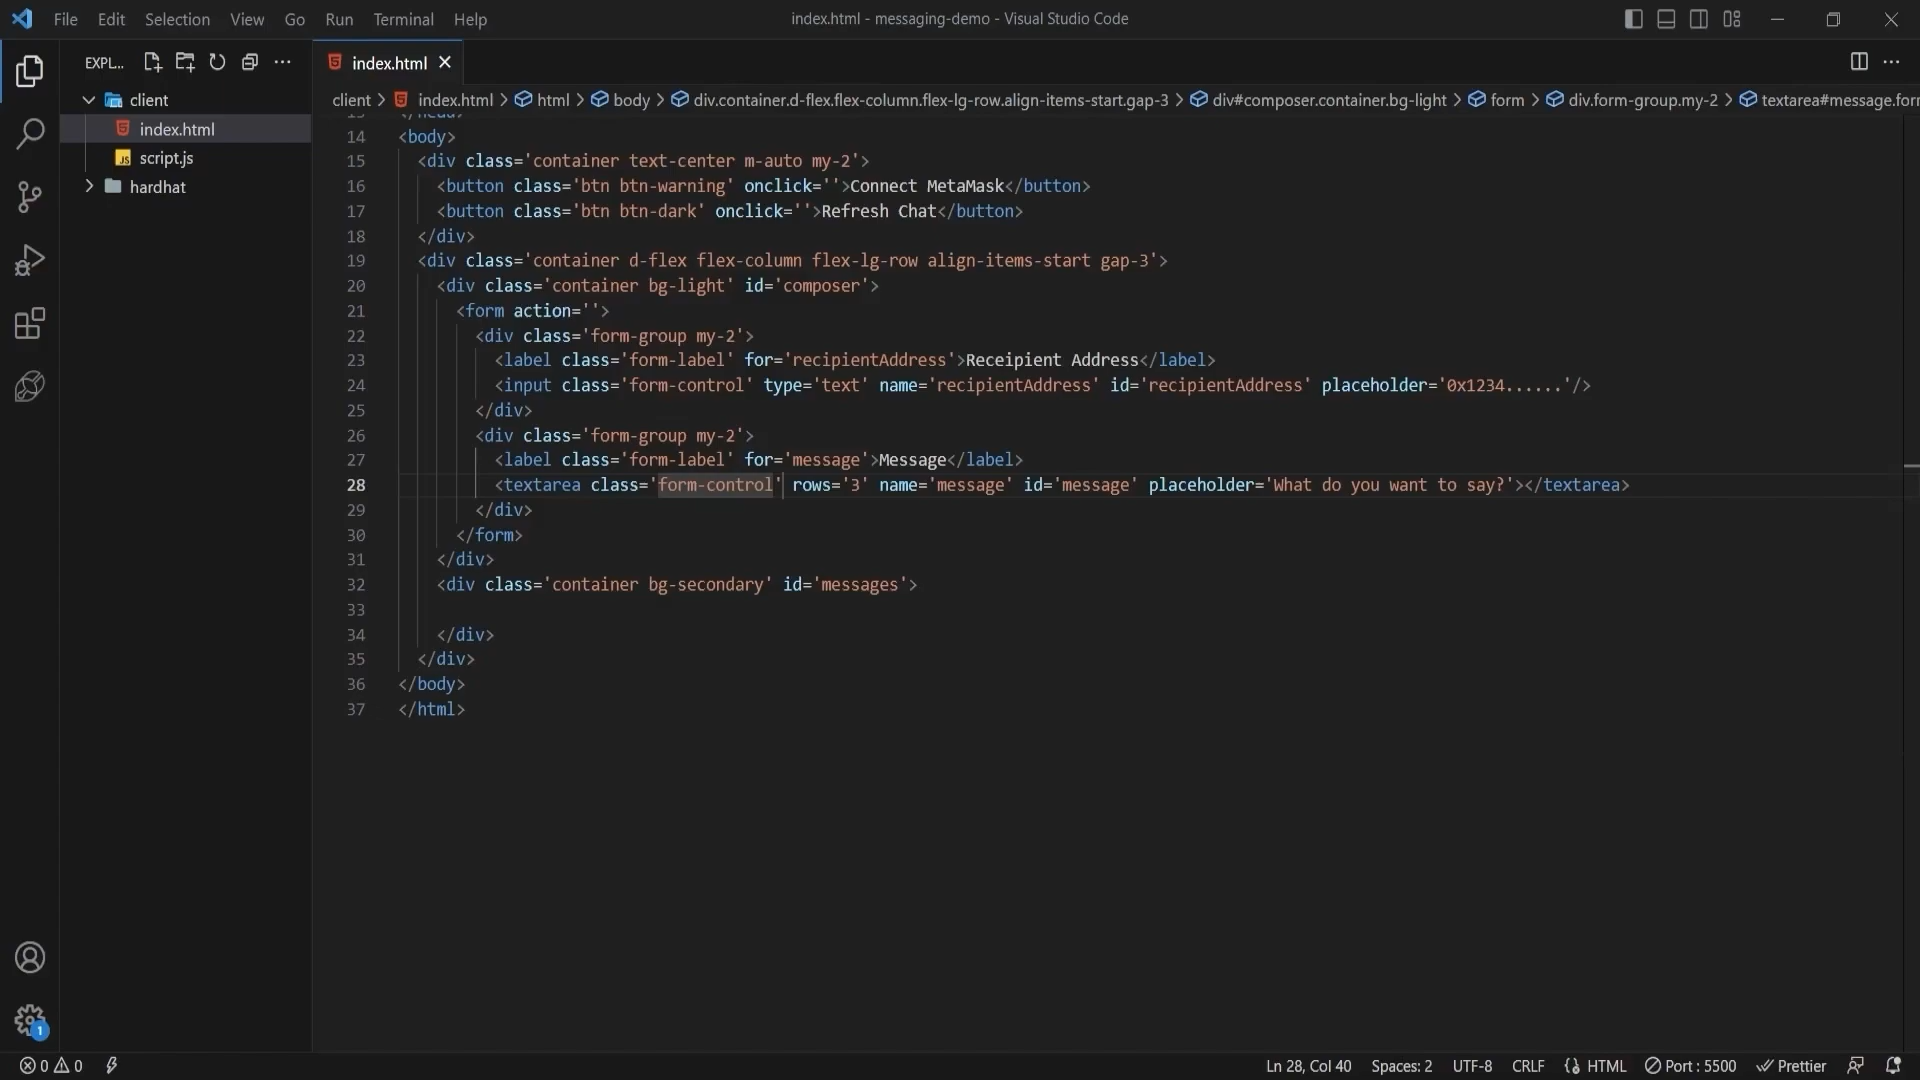 File Edit Selection View Go Run Terminal Help
index.html - messaging-demo - Visual Studio Code
EXPL...
index.html
client
index.html
script.js
hardhat
client > index.html > html > body > div.container.d-flex.flex-column.flex-lg-row.align-items-start.gap-3 > div#composer.container.bg-light > form > div.form-group.my-2 > textarea#message.for
14 <body>
15 <div class='container text-center m-auto my-2'>
16 <button class='btn btn-warning' onclick=''>Connect MetaMask</button>
17 <button class='btn btn-dark' onclick=''>Refresh Chat</button>
18 </div>
19 <div class='container d-flex flex-column flex-lg-row align-items-start gap-3'>
20 <div class='container bg-light' id='composer'>
21 <form action=''>
22 <div class='form-group my-2'>
23 <label class='form-label' for='recipientAddress'>Receipient Address</label>
24 <input class='form-control' type='text' name='recipientAddress' id='recipientAddress' placeholder='0x1234......'/>
25 </div>
26 <div class='form-group my-2'>
27 <label class='form-label' for='message'>Message</label>
28 <textarea class='form-control' rows='3' name='message' id='message' placeholder='What do you want to say?'></textarea>
29 </div>
30 </form>
31 </div>
32 <div class='container bg-secondary' id='messages'>
33
34 </div>
35 </div>
36 </body>
37 </html>
1
0 0
Ln 28, Col 40 Spaces: 2 UTF-8 CRLF HTML Port : 5500 Prettier